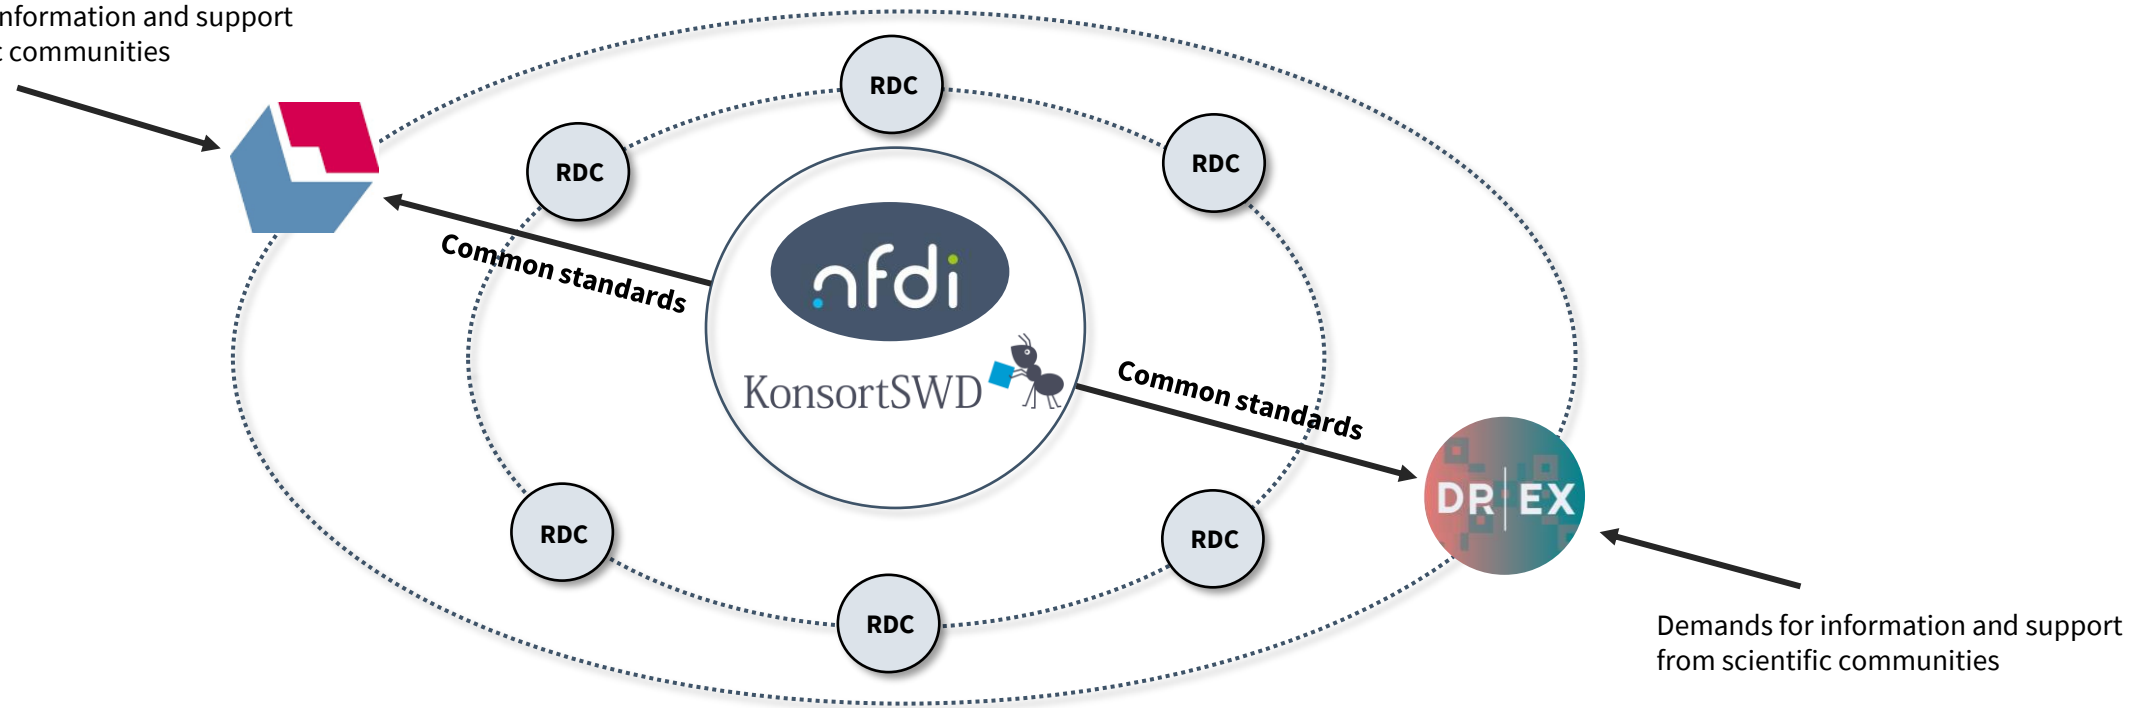 nformation and support
communities
RDC
RDC
RDC
nfdi
Common standards
KonsortSWD
Common standards
DR EX
RDC
RDC
RDC
Demands for information and support
from scientific communities